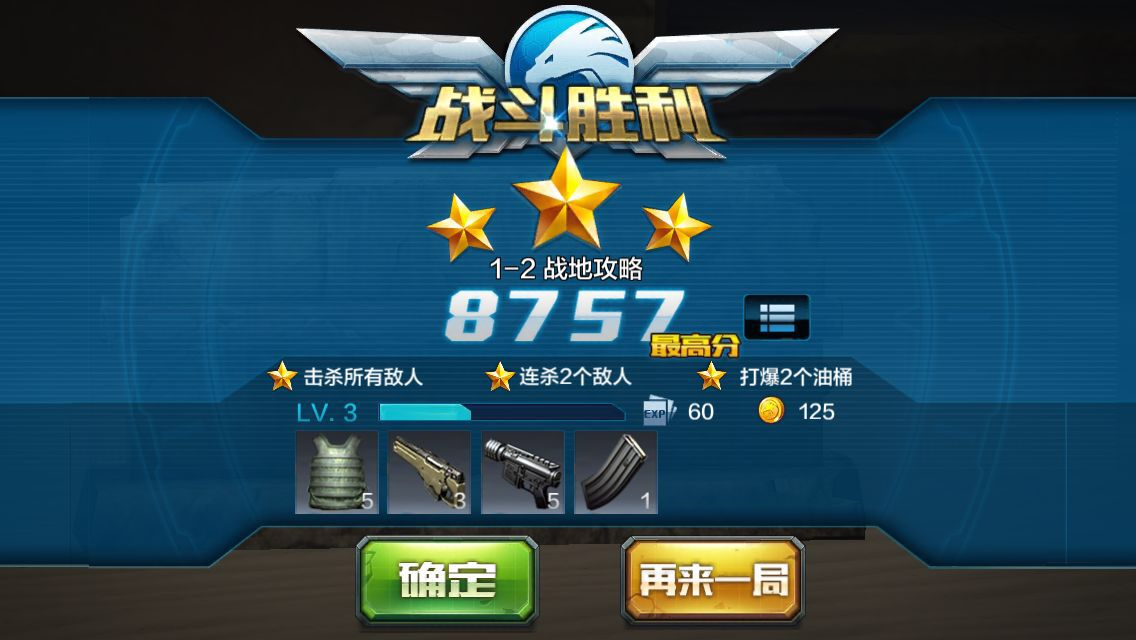 战斗胜利
1-2 战地攻略
8757
最高分
击杀所有敌人 连杀2个敌人 打爆2个油桶
LV. 3 EXP 60 125
5 3 5 1
确定 再来一局